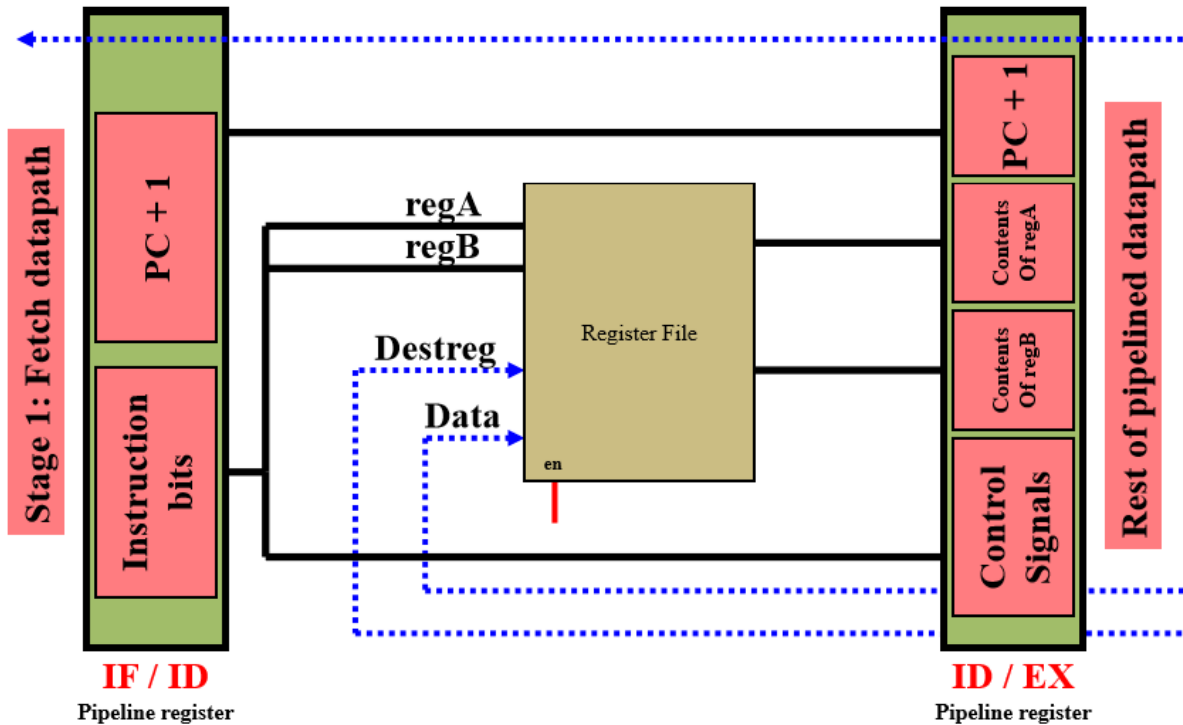 Stage 1: Fetch datapath
PC + 1
Instruction
bits
IF / ID
Pipeline register
regA
regB
Destreg
Data
Register File
en
PC + 1
Contents
Of regA
Contents
Of regB
Control
Signals
ID / EX
Pipeline register
Rest of pipelined datapath